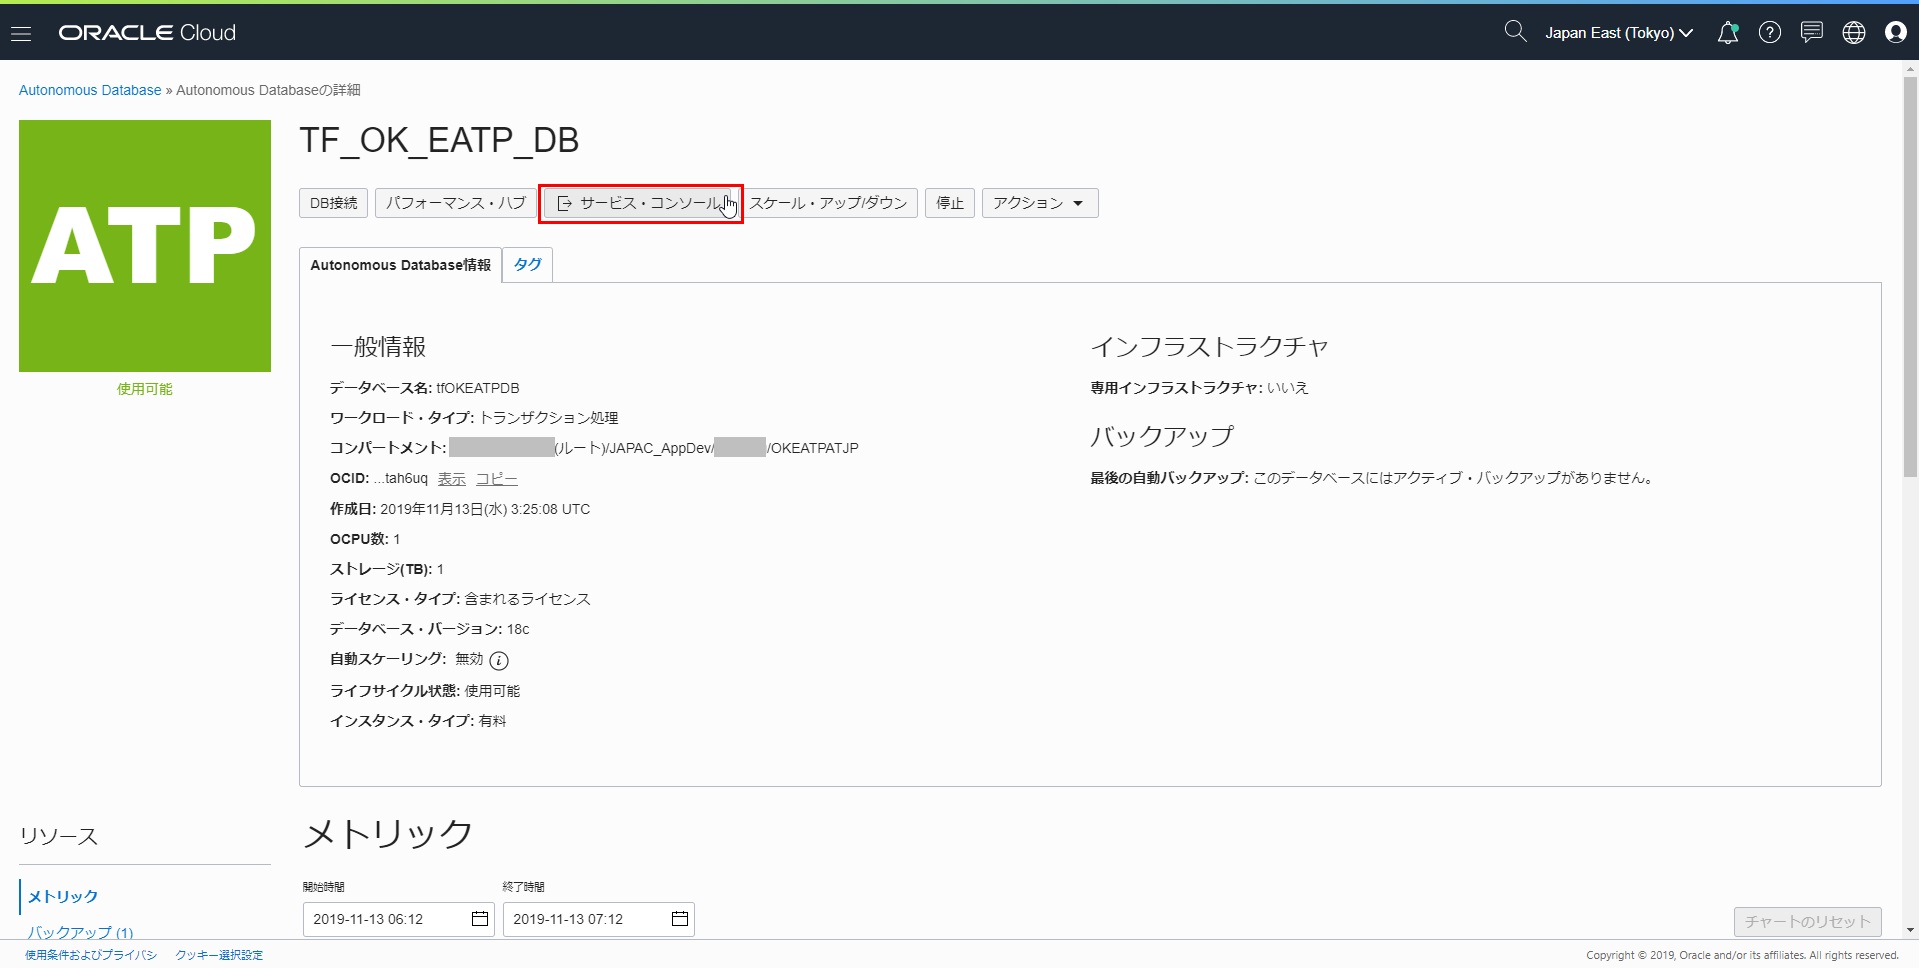 ORACLE Cloud
Japan East (Tokyo)
Autonomous Database » Autonomous Databaseの詳細
ATP
使用可能
TF_OK_EATP_DB
DB接続 パフォーマンス・ハブ サービス・コンソール スケール・アップ/ダウン 停止 アクション
Autonomous Database情報 タグ
一般情報
データベース名: tfOKEATPDB
ワークロード・タイプ: トランザクション処理
コンパートメント: (ルート)/JAPAC_AppDev/ /OKEATPATJP
OCID: ...tah6uq 表示 コピー
作成日: 2019年11月13日(水) 3:25:08 UTC
OCPU数: 1
ストレージ(TB): 1
ライセンス・タイプ: 含まれるライセンス
データベース・バージョン: 18c
自動スケーリング: 無効 i
ライフサイクル状態: 使用可能
インスタンス・タイプ: 有料
インフラストラクチャ
専用インフラストラクチャ: いいえ
バックアップ
最後の自動バックアップ: このデータベースにはアクティブ・バックアップがありません。
リソース
メトリック
バックアップ (1)
メトリック
開始時間 終了時間
2019-11-13 06:12 2019-11-13 07:12
チャートのリセット
使用条件およびプライバシ クッキー選択設定
Copyright © 2019, Oracle and/or its affiliates. All rights reserved.